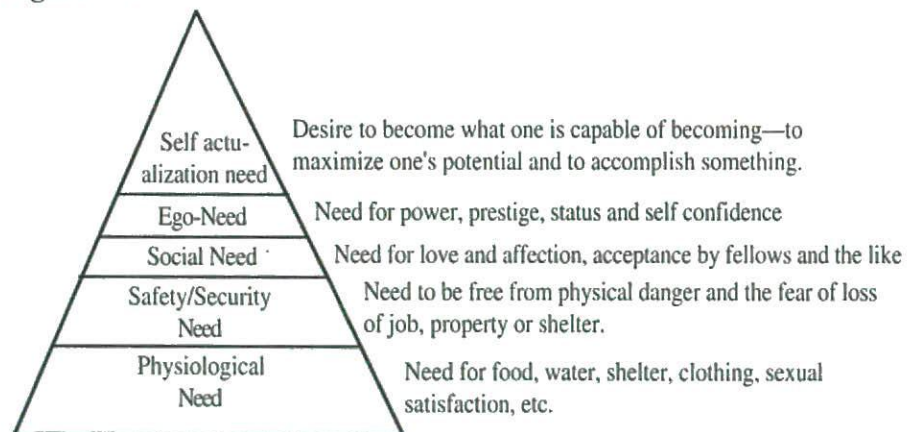 Self actu-
alization need
Desire to become what one is capable of becoming—to
maximize one's potential and to accomplish something.
Ego-Need
Need for power, prestige, status and self confidence
Social Need
Need for love and affection, acceptance by fellows and the like
Safety/Security
Need
Need to be free from physical danger and the fear of loss
of job, property or shelter.
Physiological
Need
Need for food, water, shelter, clothing, sexual
satisfaction, etc.